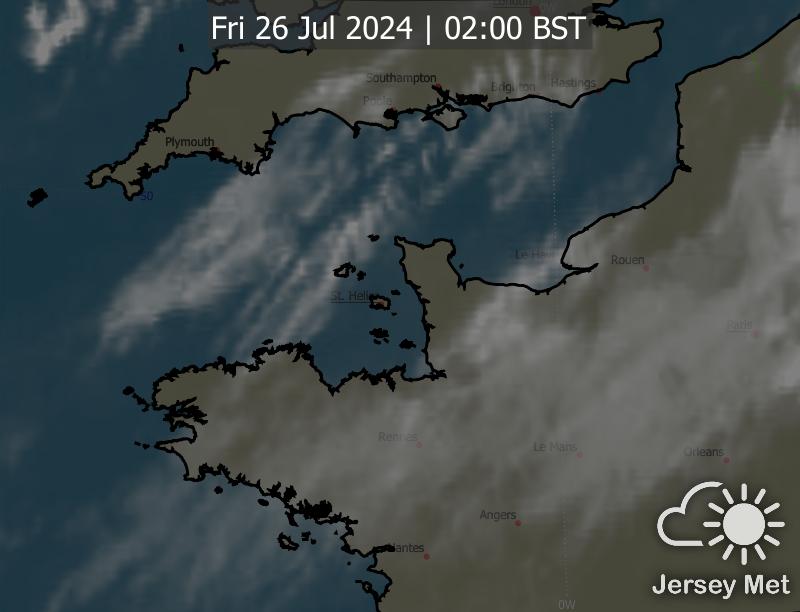 London
0W
Fri 26 Jul 2024 | 02:00 BST
Southampton
Brighton
Hastings
Poole
Plymouth
50
Le Havre
Rouen
St. Helier
Paris
Rennes
Le Mans
Orleans
Angers
Nantes
0W
Jersey Met